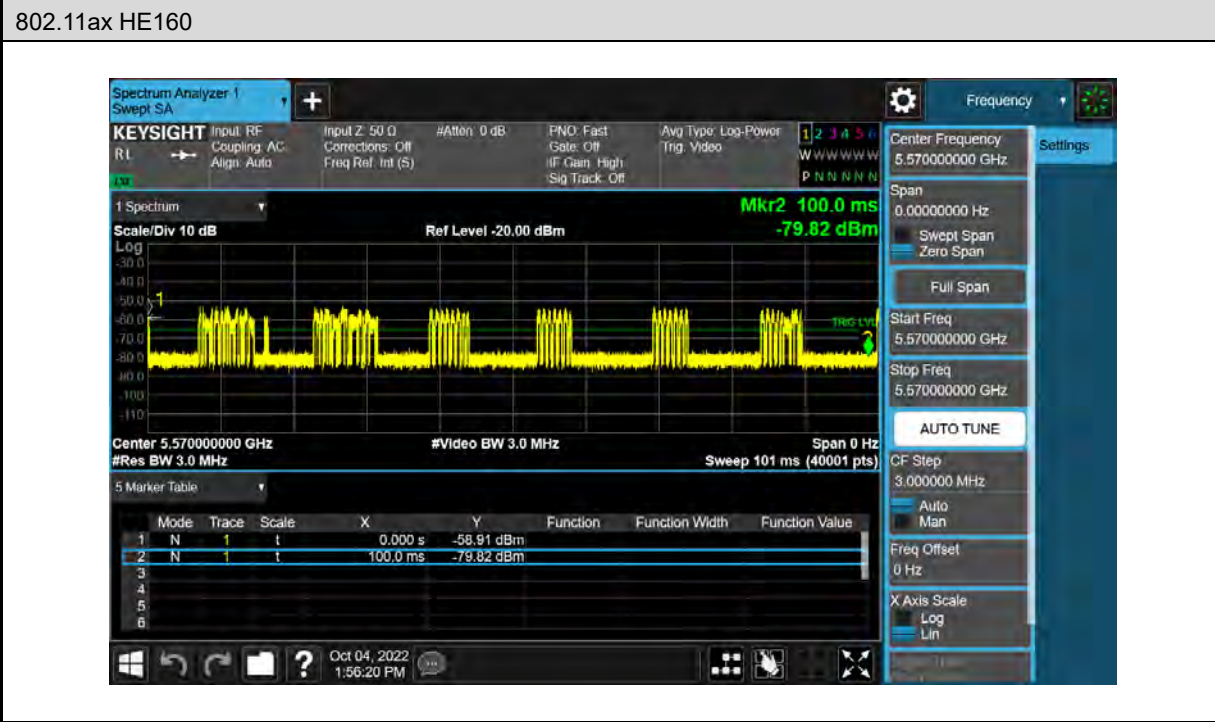 802.11ax HE160
Spectrum Analyzer 1
Swept SA
+
Frequency
KEYSIGHT Input: RF Input Z: 50 Ω #Atten: 0 dB PNO: Fast Avg Type: Log-Power 1 2 3 4 5 6
RL Coupling: AC Corrections: Off Gate: Off Trig: Video W W W W W W
Align: Auto Freq Ref: Int (S) IF Gain: High
Sig Track: Off P N N N N N
Center Frequency
5.570000000 GHz
Settings
Span
0.00000000 Hz
Swept Span
Zero Span
Full Span
Start Freq
5.570000000 GHz
Stop Freq
5.570000000 GHz
AUTO TUNE
CF Step
3.000000 MHz
Auto
Man
Freq Offset
0 Hz
X Axis Scale
Log
Lin
1 Spectrum
Mkr2 100.0 ms
Scale/Div 10 dB Ref Level -20.00 dBm -79.82 dBm
Log
-30.0
-40.0
-50.0
1
-60.0
TRIG LVL
-70.0
2
-80.0
-90.0
-100
-110
Center 5.570000000 GHz #Video BW 3.0 MHz Span 0 Hz
#Res BW 3.0 MHz Sweep 101 ms (40001 pts)
5 Marker Table
Mode Trace Scale X Y Function Function Width Function Value
1 N 1 t 0.000 s -58.91 dBm
2 N 1 t 100.0 ms -79.82 dBm
3
4
5
6
? Oct 04, 2022
1:56:20 PM